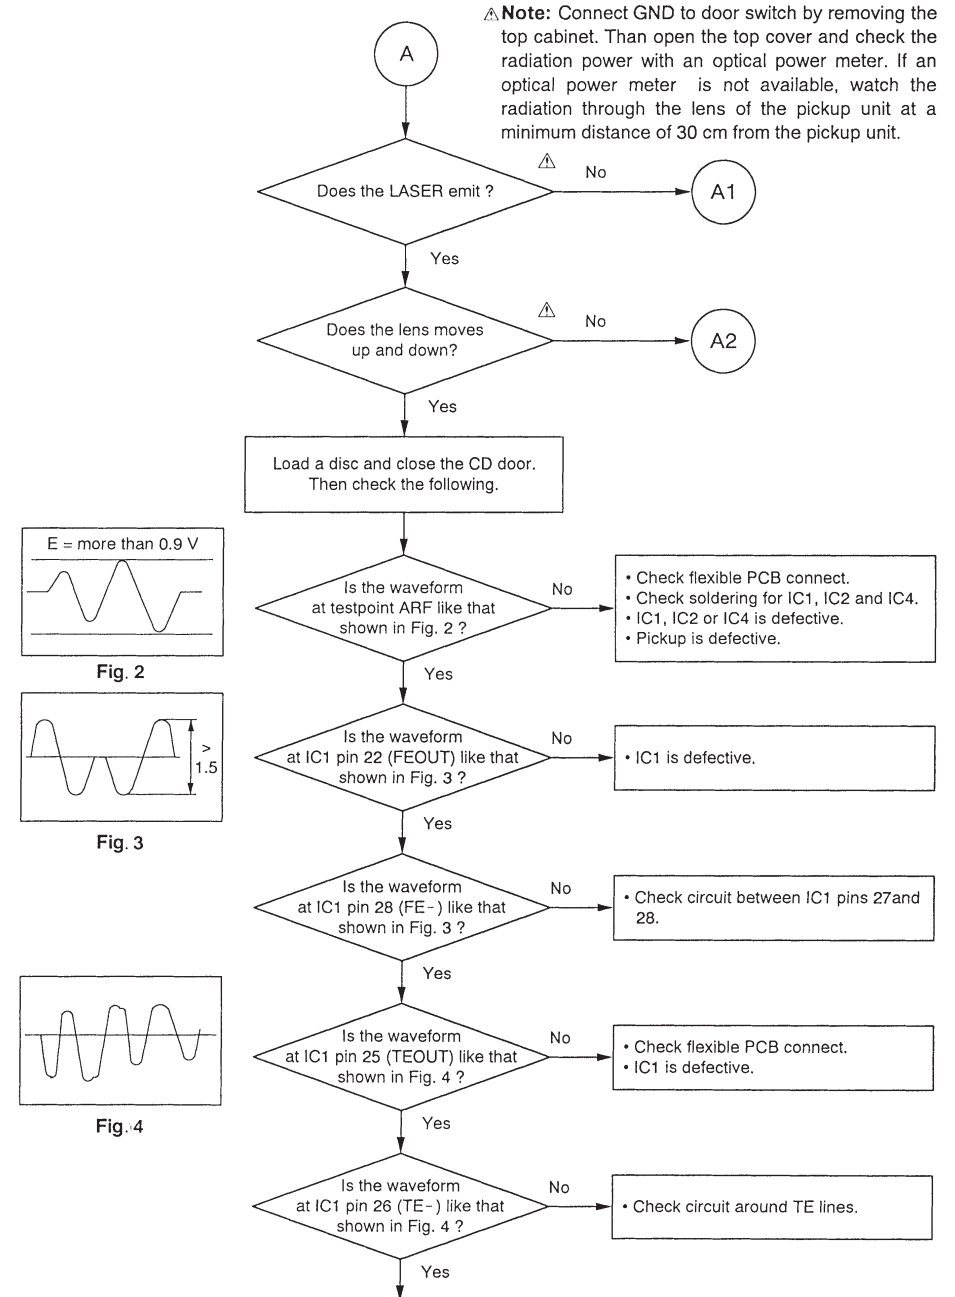 ⚠Note: Connect GND to door switch by removing the
top cabinet. Than open the top cover and check the
radiation power with an optical power meter. If an
optical power meter is not available, watch the
radiation through the lens of the pickup unit at a
minimum distance of 30 cm from the pickup unit.
A
Does the LASER emit ?
⚠
No
A1
Yes
Does the lens moves
up and down?
⚠
No
A2
Yes
Load a disc and close the CD door.
Then check the following.
E = more than 0.9 V
Fig. 2
Is the waveform
at testpoint ARF like that
shown in Fig. 2 ?
No
• Check flexible PCB connect.
• Check soldering for IC1, IC2 and IC4.
• IC1, IC2 or IC4 is defective.
• Pickup is defective.
Yes
>
1.5
Fig. 3
Is the waveform
at IC1 pin 22 (FEOUT) like that
shown in Fig. 3 ?
No
• IC1 is defective.
Yes
Is the waveform
at IC1 pin 28 (FE-) like that
shown in Fig. 3 ?
No
• Check circuit between IC1 pins 27and
28.
Yes
Fig. 4
Is the waveform
at IC1 pin 25 (TEOUT) like that
shown in Fig. 4 ?
No
• Check flexible PCB connect.
• IC1 is defective.
Yes
Is the waveform
at IC1 pin 26 (TE-) like that
shown in Fig. 4 ?
No
• Check circuit around TE lines.
Yes